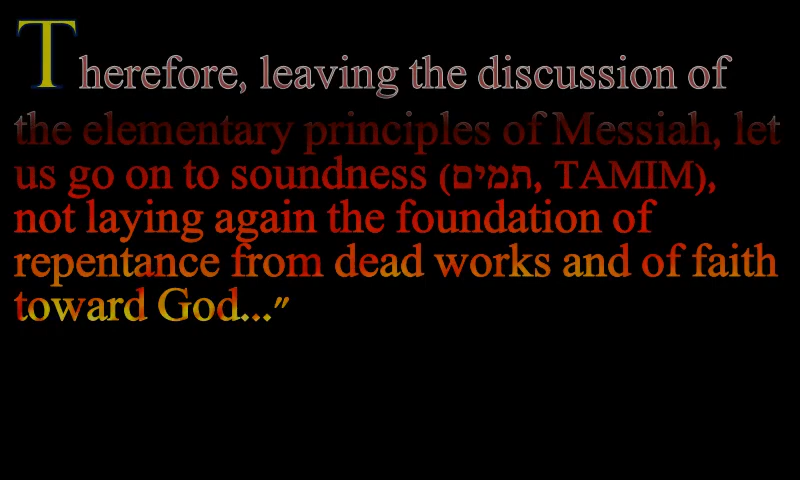 Therefore, leaving the discussion of
the elementary principles of Messiah, let
us go on to soundness (תמים, TAMIM),
not laying again the foundation of
repentance from dead works and of faith
toward God...”